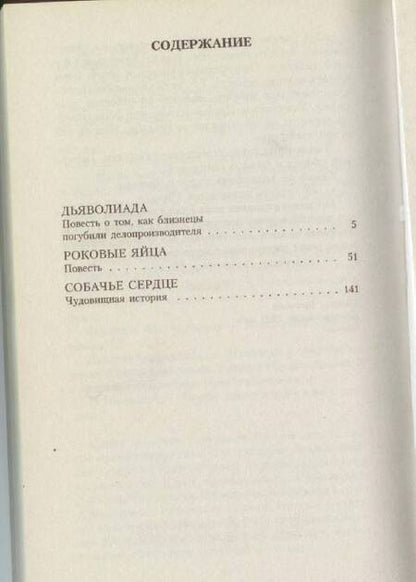 СОДЕРЖАНИЕ
ДЬЯВОЛИАДА
Повесть о том, как близнецы
погубили делопроизводителя . . . . . . . . . . . . . . 5
РОКОВЫЕ ЯЙЦА
Повесть . . . . . . . . . . . . . . . . . . . . . . . . . 51
СОБАЧЬЕ СЕРДЦЕ
Чудовищная история . . . . . . . . . . . . . . . . . 141